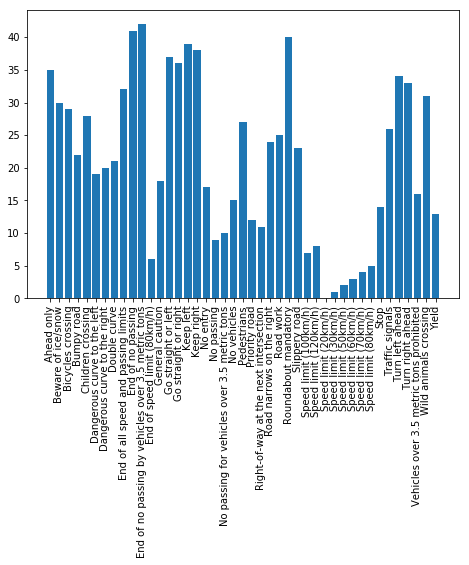 40
35
30
25
20
15
10
5
0
Ahead only
Beware of ice/snow
Bicycles crossing
Bumpy road
Children crossing
Dangerous curve to the left
Dangerous curve to the right
Double curve
End of all speed and passing limits
End of no passing
End of no passing by vehicles over 3.5 metric tons
End of speed limit (80km/h)
General caution
Go straight or left
Go straight or right
Keep left
Keep right
No entry
No passing
No passing for vehicles over 3.5 metric tons
No vehicles
Pedestrians
Priority road
Right-of-way at the next intersection
Road narrows on the right
Road work
Roundabout mandatory
Slippery road
Speed limit (100km/h)
Speed limit (120km/h)
Speed limit (20km/h)
Speed limit (30km/h)
Speed limit (50km/h)
Speed limit (60km/h)
Speed limit (70km/h)
Speed limit (80km/h)
Stop
Traffic signals
Turn left ahead
Turn right ahead
Vehicles over 3.5 metric tons prohibited
Wild animals crossing
Yield